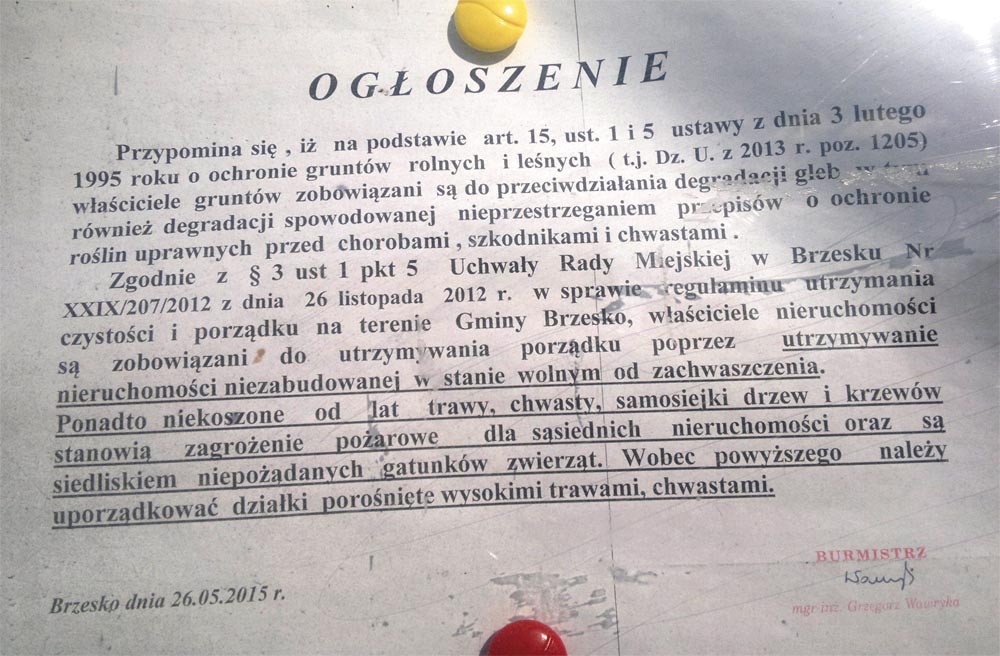 OGŁOSZENIE
Przypomina się , iż na podstawie art. 15, ust. 1 i 5 ustawy z dnia 3 lutego
1995 roku o ochronie gruntów rolnych i leśnych ( t.j. Dz. U. z 2013 r. poz. 1205)
właściciele gruntów zobowiązani są do przeciwdziałania degradacji gleb w tym
również degradacji spowodowanej nieprzestrzeganiem przepisów o ochronie
roślin uprawnych przed chorobami , szkodnikami i chwastami .
Zgodnie z § 3 ust 1 pkt 5 Uchwały Rady Miejskiej w Brzesku Nr
XXIX/207/2012 z dnia 26 listopada 2012 r. w sprawie regulaminu utrzymania
czystości i porządku na terenie Gminy Brzesko, właściciele nieruchomości
są zobowiązani do utrzymywania porządku poprzez utrzymywanie
nieruchomości niezabudowanej w stanie wolnym od zachwaszczenia.
Ponadto niekoszone od lat trawy, chwasty, samosiejki drzew i krzewów
stanowią zagrożenie pożarowe dla sąsiednich nieruchomości oraz są
siedliskiem niepożądanych gatunków zwierząt. Wobec powyższego należy
uporządkować działki porośnięte wysokimi trawami, chwastami.
BURMISTRZ
mgr inż. Grzegorz Wawryka
Brzesko dnia 26.05.2015 r.